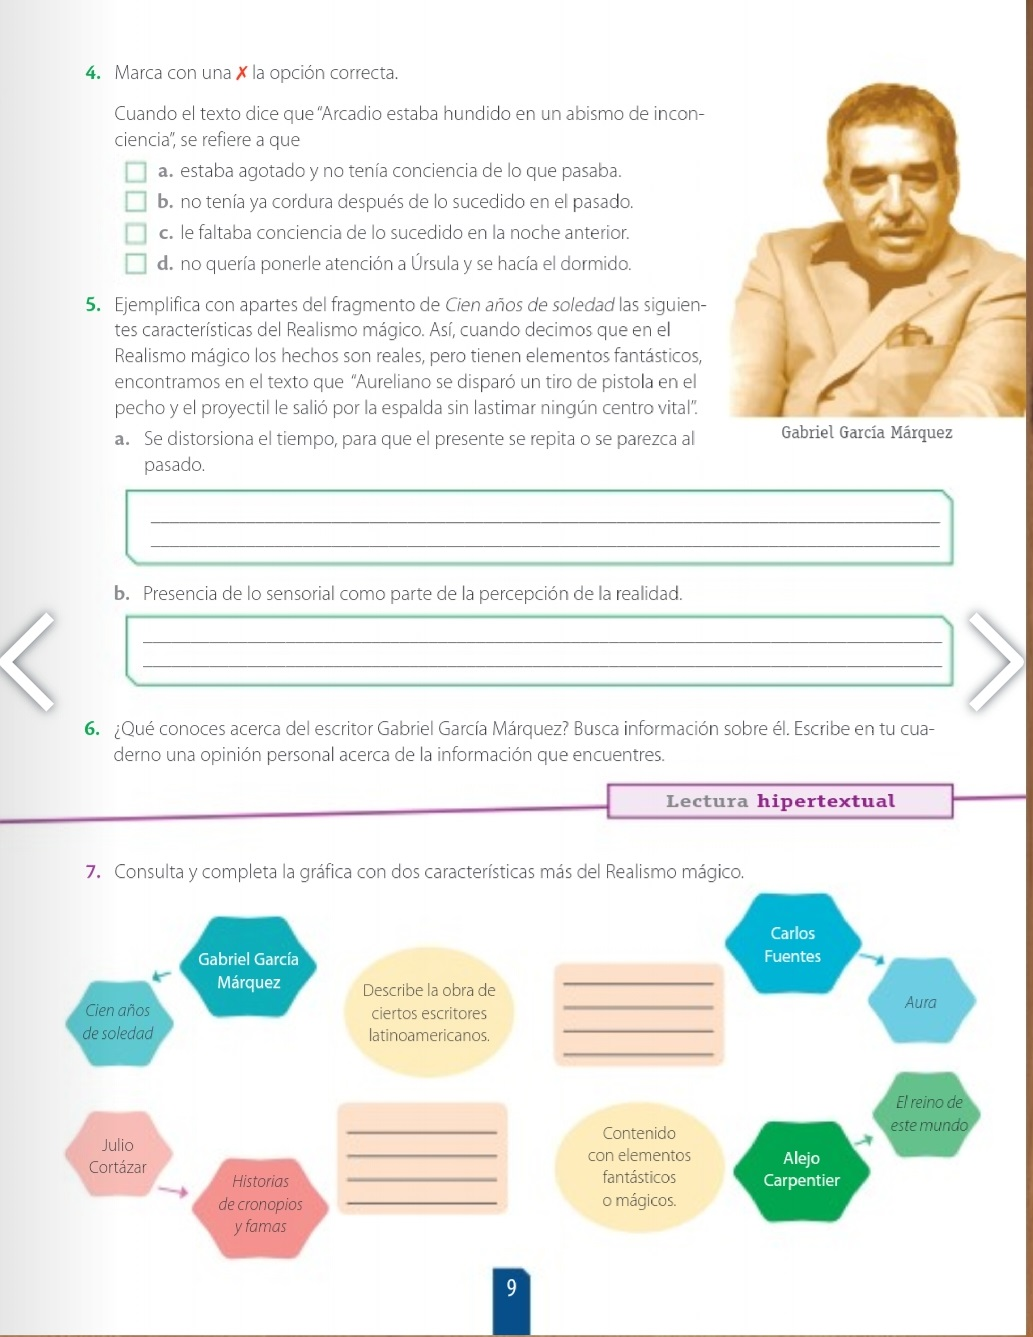 4. Marca con una ✗ la opción correcta.
Cuando el texto dice que “Arcadio estaba hundido en un abismo de incon-
ciencia”, se refiere a que
a. estaba agotado y no tenía conciencia de lo que pasaba.
b. no tenía ya cordura después de lo sucedido en el pasado.
c. le faltaba conciencia de lo sucedido en la noche anterior.
d. no quería ponerle atención a Úrsula y se hacía el dormido.
5. Ejemplifica con apartes del fragmento de Cien años de soledad las siguien-
tes características del Realismo mágico. Así, cuando decimos que en el
Realismo mágico los hechos son reales, pero tienen elementos fantásticos,
encontramos en el texto que “Aureliano se disparó un tiro de pistola en el
pecho y el proyectil le salió por la espalda sin lastimar ningún centro vital”.
Gabriel García Márquez
a. Se distorsiona el tiempo, para que el presente se repita o se parezca al
pasado.
b. Presencia de lo sensorial como parte de la percepción de la realidad.
6. ¿Qué conoces acerca del escritor Gabriel García Márquez? Busca información sobre él. Escribe en tu cua-
derno una opinión personal acerca de la información que encuentres.
Lectura hipertextual
7. Consulta y completa la gráfica con dos características más del Realismo mágico.
Gabriel García
Márquez
Cien años
de soledad
Describe la obra de
ciertos escritores
latinoamericanos.
Carlos
Fuentes
Aura
Julio
Cortázar
Historias
de cronopios
y famas
Contenido
con elementos
fantásticos
o mágicos.
Alejo
Carpentier
El reino de
este mundo
9